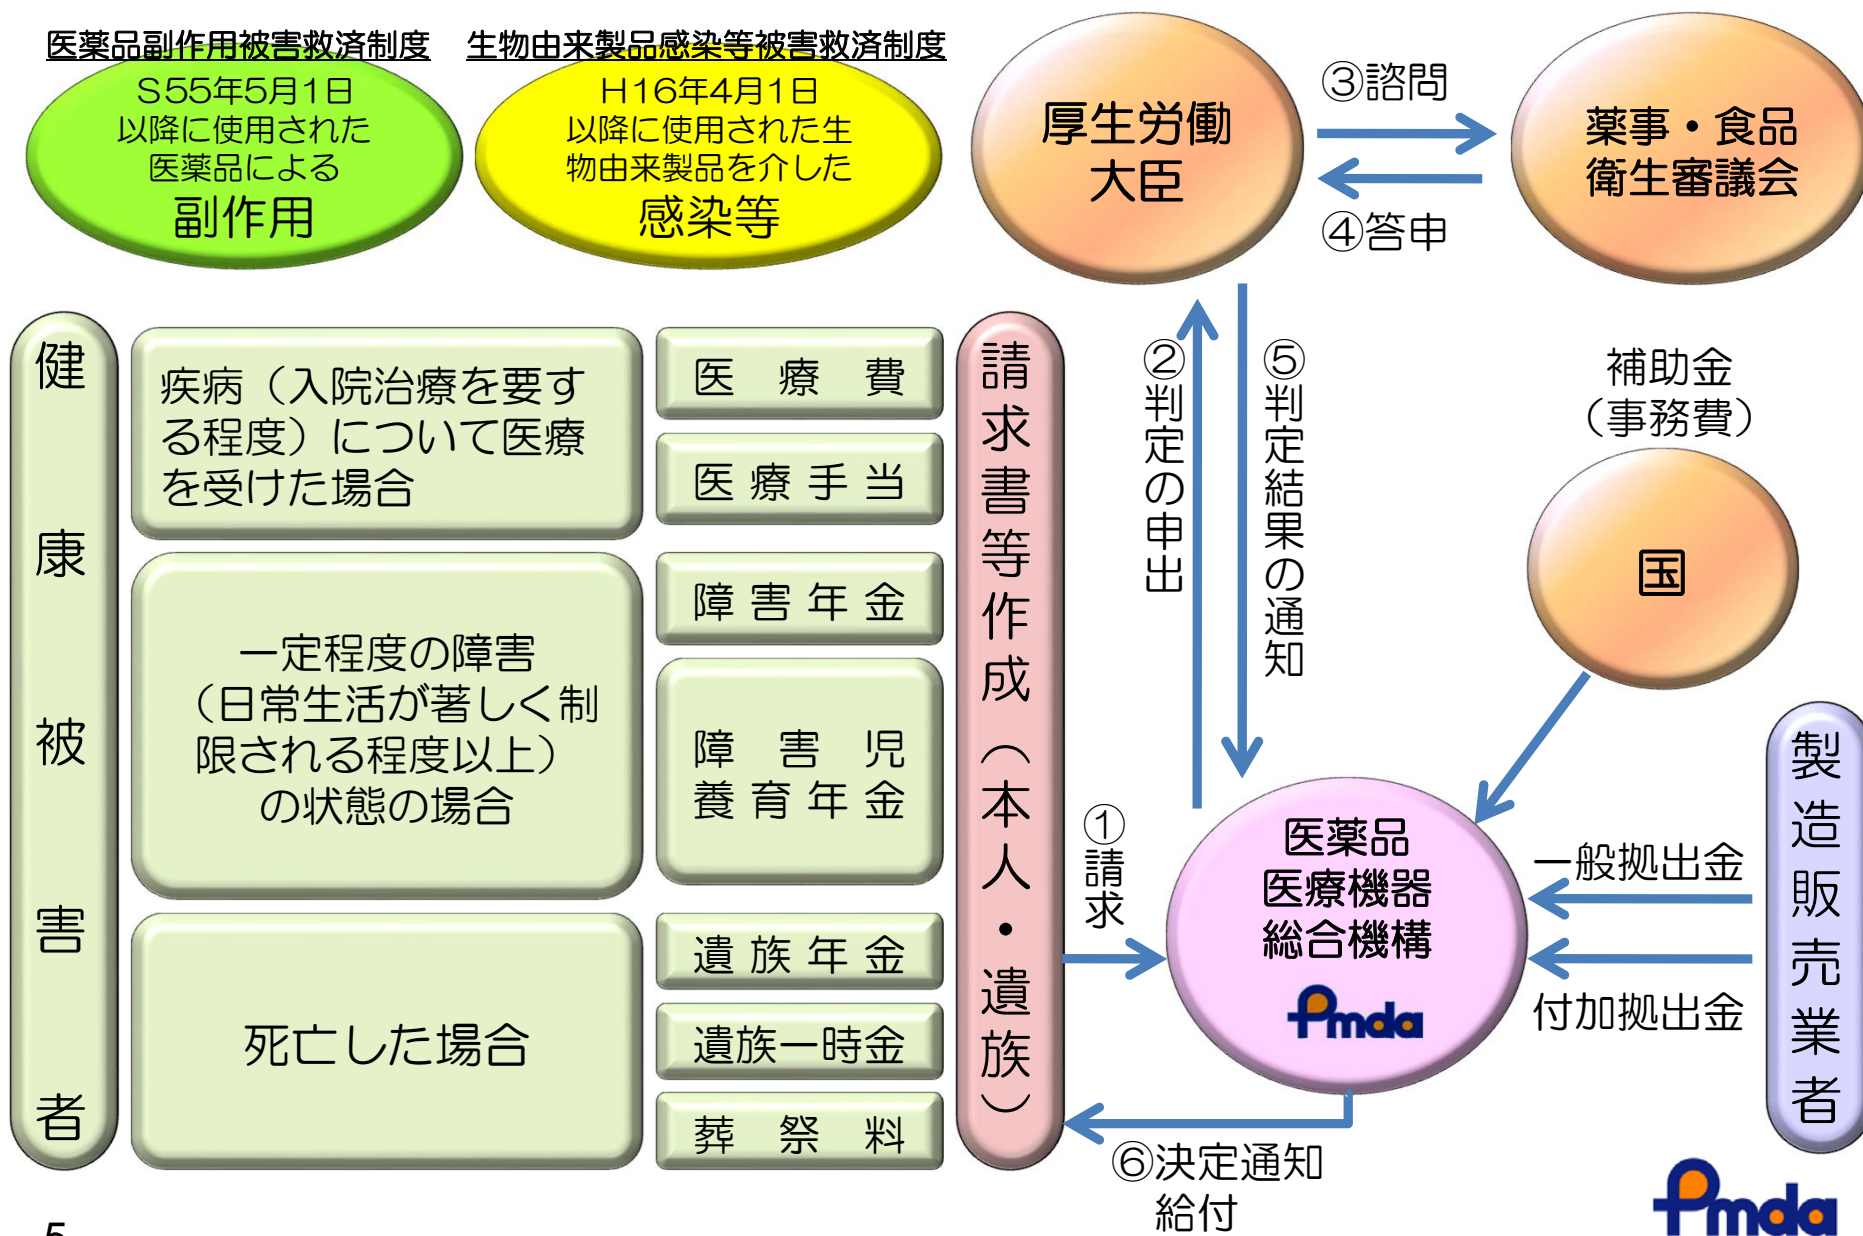 医薬品副作用被害救済制度
S55年5月1日
以降に使用された
医薬品による
副作用
生物由来製品感染等被害救済制度
H16年4月1日
以降に使用された生
物由来製品を介した
感染等
厚生労働
大臣
③諮問
④答申
薬事・食品
衛生審議会
健康被害者
疾病（入院治療を要す
る程度）について医療
を受けた場合
医療費
医療手当
一定程度の障害
（日常生活が著しく制
限される程度以上）
の状態の場合
障害年金
障害児
養育年金
死亡した場合
遺族年金
遺族一時金
葬祭料
請求書等作成（本人・遺族）
①請求
②判定の申出
⑤判定結果の通知
補助金
（事務費）
国
医薬品
医療機器
総合機構
Pmda
一般拠出金
付加拠出金
製造販売業者
⑥決定通知
給付
Pmda
5